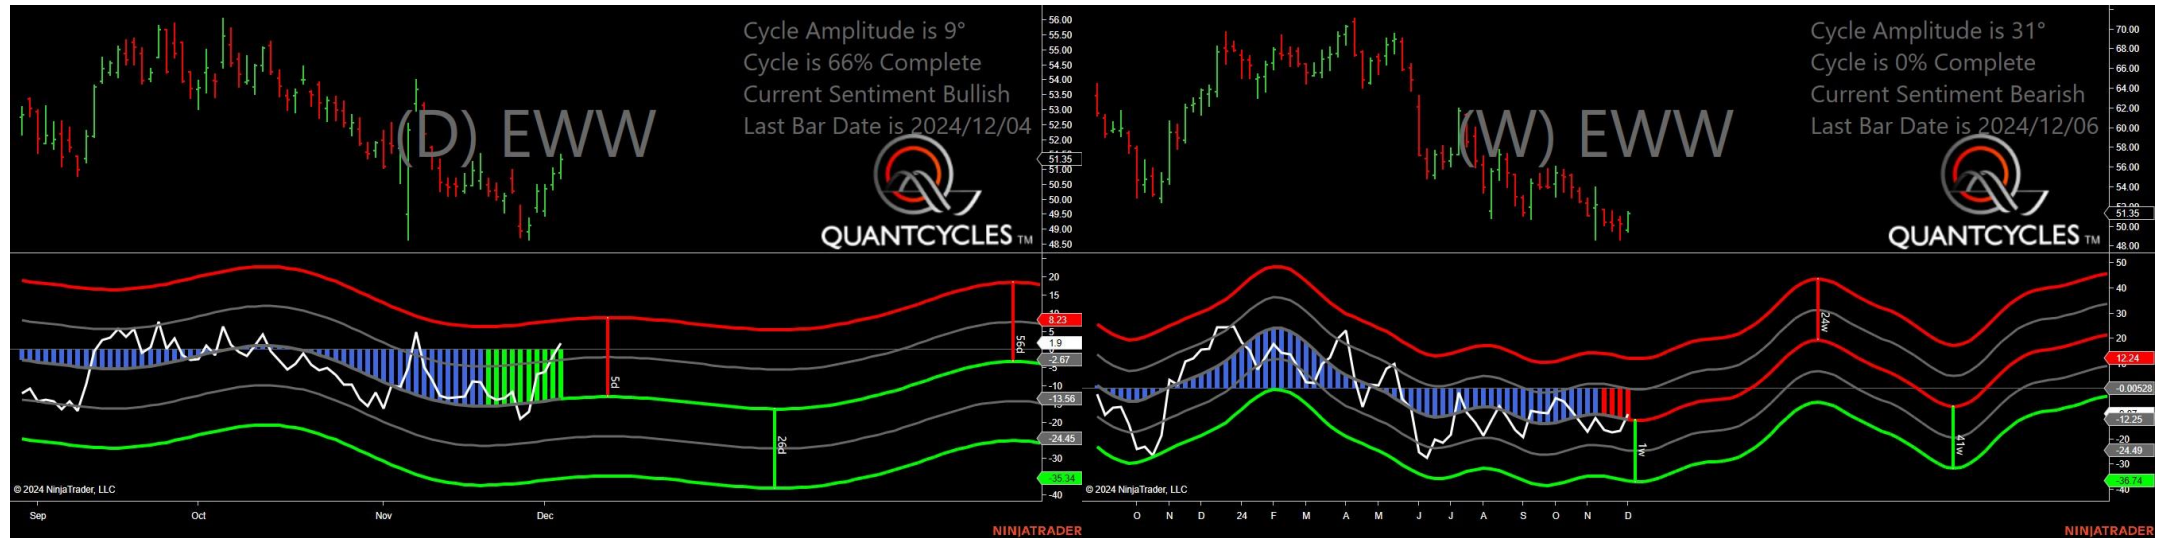 Cycle Amplitude is 9°
Cycle is 66% Complete
Current Sentiment Bullish
Last Bar Date is 2024/12/04
(D) EWW
QUANTCYCLES TM
56.00
55.50
55.00
54.50
54.00
53.50
53.00
52.50
52.00
51.35
51.00
50.50
50.00
49.50
49.00
48.50
20
15
8.23
5
1.9
-2.67
-5
-10
-13.56
-20
-24.45
-30
-35.34
-40
5d
26d
56d
© 2024 NinjaTrader, LLC
Sep Oct Nov Dec
NINJATRADER
Cycle Amplitude is 31°
Cycle is 0% Complete
Current Sentiment Bearish
Last Bar Date is 2024/12/06
(W) EWW
QUANTCYCLES TM
70.00
68.00
66.00
64.00
62.00
60.00
58.00
56.00
54.00
51.35
50.00
48.00
50
40
30
20
12.24
-0.00528
-12.25
-20
-24.49
-30
-36.74
-40
1w
24w
41w
© 2024 NinjaTrader, LLC
O N D 24 F M A M J J A S O N D
NINJATRADER